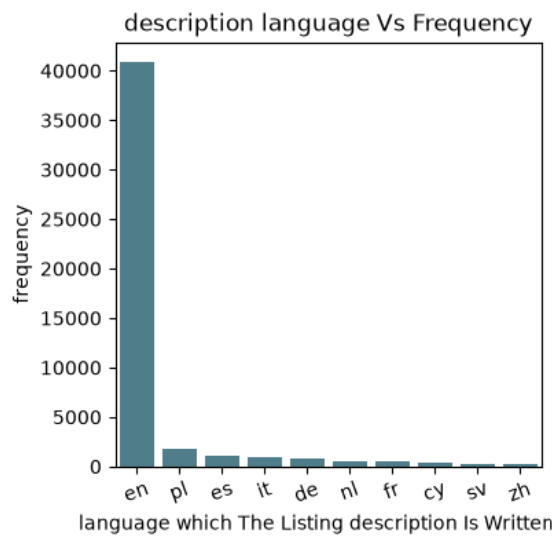 description language Vs Frequency
40000
35000
30000
25000
20000
15000
10000
5000
0
frequency
en pl es it de nl fr cy sv zh
language which The Listing description Is Written